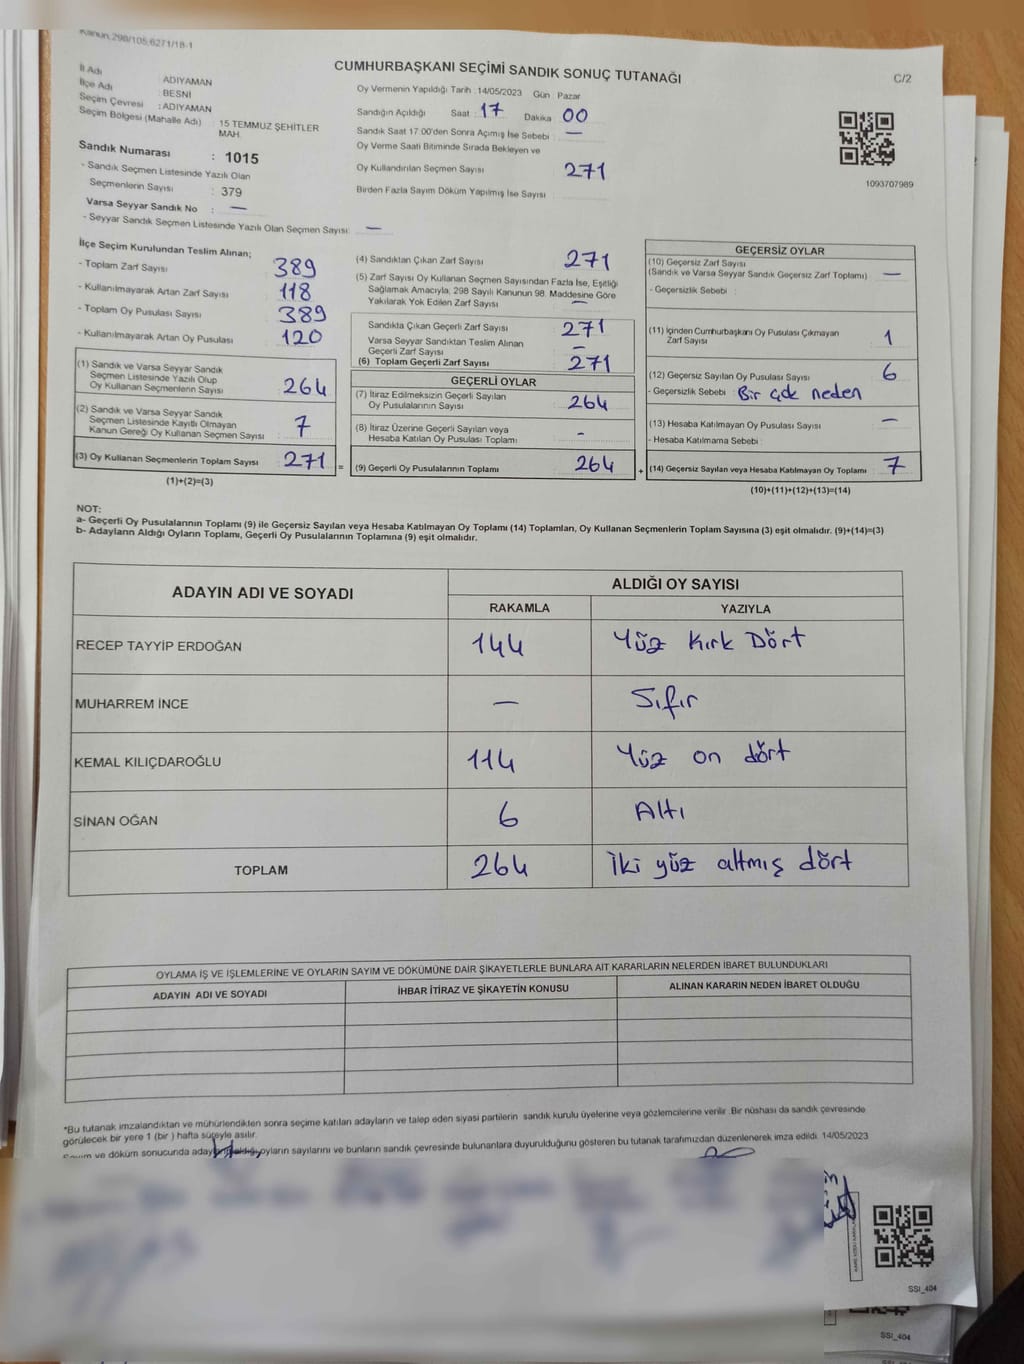 Kanun;298/105,6271/18-1
CUMHURBAŞKANI SEÇİMİ SANDIK SONUÇ TUTANAĞI
C/2
İl Adı
ADIYAMAN
İlçe Adı : BESNİ
Seçim Çevresi : ADIYAMAN
Seçim Bölgesi (Mahalle Adı) : 15 TEMMUZ ŞEHİTLER
MAH.
Sandık Numarası : 1015
- Sandık Seçmen Listesinde Yazılı Olan
Seçmenlerin Sayısı : 379
Varsa Seyyar Sandık No : —
- Seyyar Sandık Seçmen Listesinde Yazılı Olan Seçmen Sayısı: —
Oy Vermenin Yapıldığı Tarih : 14/05/2023 Gün : Pazar
Sandığın Açıldığı Saat : 17 Dakika 00
Sandık Saat 17.00'den Sonra Açımış İse Sebebi : —
Oy Verme Saati Bitiminde Sırada Bekleyen ve
Oy Kullandırılan Seçmen Sayısı 271
Birden Fazla Sayım Döküm Yapılmış İse Sayısı :
1093707989
İlçe Seçim Kurulundan Teslim Alınan;
- Toplam Zarf Sayısı 389
- Kullanılmayarak Artan Zarf Sayısı 118
- Toplam Oy Pusulası Sayısı 389
- Kullanılmayarak Artan Oy Pusulası 120
(1) Sandık ve Varsa Seyyar Sandık
Seçmen Listesinde Yazılı Olup
Oy Kullanan Seçmenlerin Sayısı 264
(2) Sandık ve Varsa Seyyar Sandık
Seçmen Listesinde Kayıtlı Olmayan
Kanun Gereği Oy Kullanan Seçmen Sayısı 7
(3) Oy Kullanan Seçmenlerin Toplam Sayısı 271 =
(1)+(2)=(3)
(4) Sandıktan Çıkan Zarf Sayısı 271
(5) Zarf Sayısı Oy Kullanan Seçmen Sayısından Fazla İse, Eşitliği
Sağlamak Amacıyla, 298 Sayılı Kanunun 98. Maddesine Göre
Yakılarak Yok Edilen Zarf Sayısı —
Sandıkta Çıkan Geçerli Zarf Sayısı 271
Varsa Seyyar Sandıktan Teslim Alınan
Geçerli Zarf Sayısı —
(6) Toplam Geçerli Zarf Sayısı 271
GEÇERLİ OYLAR
(7) İtiraz Edilmeksizin Geçerli Sayılan
Oy Pusulalarının Sayısı 264
(8) İtiraz Üzerine Geçerli Sayılan veya
Hesaba Katılan Oy Pusulası Toplamı -
(9) Geçerli Oy Pusulalarının Toplamı 264 +
GEÇERSİZ OYLAR
(10) Geçersiz Zarf Sayısı
(Sandık ve Varsa Seyyar Sandık Geçersiz Zarf Toplamı) —
- Geçersizlik Sebebi :
(11) İçinden Cumhurbaşkanı Oy Pusulası Çıkmayan
Zarf Sayısı 1
(12) Geçersiz Sayılan Oy Pusulası Sayısı 6
- Geçersizlik Sebebi : Bir çok neden
(13) Hesaba Katılmayan Oy Pusulası Sayısı —
- Hesaba Katılmama Sebebi :
(14) Geçersiz Sayılan veya Hesaba Katılmayan Oy Toplamı 7
(10)+(11)+(12)+(13)=(14)
NOT:
a- Geçerli Oy Pusulalarının Toplamı (9) ile Geçersiz Sayılan veya Hesaba Katılmayan Oy Toplamı (14) Toplamları, Oy Kullanan Seçmenlerin Toplam Sayısına (3) eşit olmalıdır. (9)+(14)=(3)
b- Adayların Aldığı Oyların Toplamı, Geçerli Oy Pusulalarının Toplamına (9) eşit olmalıdır.
ADAYIN ADI VE SOYADI ALDIĞI OY SAYISI
RAKAMLA YAZIYLA
RECEP TAYYİP ERDOĞAN 144 Yüz Kırk Dört
MUHARREM İNCE — Sıfır
KEMAL KILIÇDAROĞLU 114 Yüz on dört
SİNAN OĞAN 6 Altı
TOPLAM 264 İki yüz altmış dört
OYLAMA İŞ VE İŞLEMLERİNE VE OYLARIN SAYIM VE DÖKÜMÜNE DAİR ŞİKAYETLERLE BUNLARA AİT KARARLARIN NELERDEN İBARET BULUNDUKLARI
ADAYIN ADI VE SOYADI İHBAR İTİRAZ VE ŞİKAYETİN KONUSU ALINAN KARARIN NEDEN İBARET OLDUĞU
*Bu tutanak imzalandıktan ve mühürlendikten sonra seçime katılan adayların ve talep eden siyasi partilerin sandık kurulu üyelerine veya gözlemcilerine verilir .Bir nüshası da sandık çevresinde
görülecek bir yere 1 (bir ) hafta süreyle asılır.
Sayım ve döküm sonucunda adayların aldığı oyların sayılarını ve bunların sandık çevresinde bulunanlara duyurulduğunu gösteren bu tutanak tarafımızdan düzenlenerek imza edildi. 14/05/2023
SSI_404
SSI_404